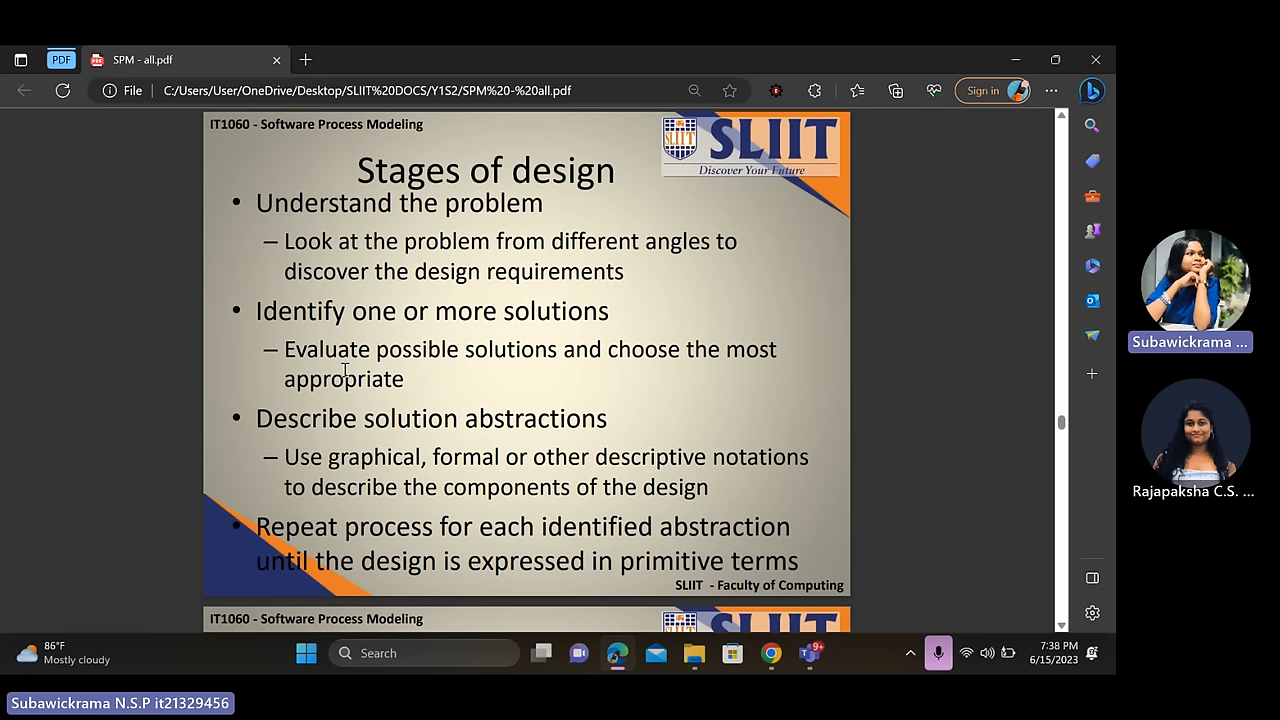 PDF
SPM - all.pdf
File
C:/Users/User/OneDrive/Desktop/SLIIT%20DOCS/Y1S2/SPM%20-%20all.pdf
Sign in
IT1060 - Software Process Modeling
SLIIT
Discover Your Future
Stages of design
• Understand the problem
– Look at the problem from different angles to
discover the design requirements
• Identify one or more solutions
– Evaluate possible solutions and choose the most
appropriate
• Describe solution abstractions
– Use graphical, formal or other descriptive notations
to describe the components of the design
• Repeat process for each identified abstraction
until the design is expressed in primitive terms
SLIIT - Faculty of Computing
IT1060 - Software Process Modeling
SLIIT
Subawickrama ...
Rajapaksha C.S. ...
86°F
Mostly cloudy
Search
9+
7:38 PM
6/15/2023
Subawickrama N.S.P it21329456